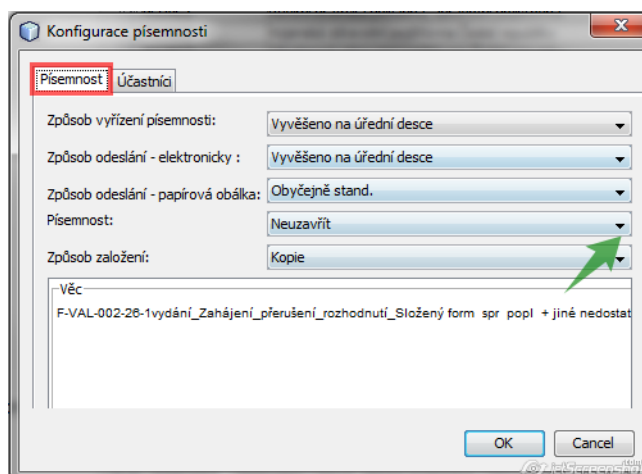 Konfigurace písemnosti
Písemnost Účastníci
Způsob vyřízení písemnosti: Vyvěšeno na úřední desce
Způsob odeslání - elektronicky : Vyvěšeno na úřední desce
Způsob odeslání - papírová obálka: Obyčejně stand.
Písemnost: Neuzavřít
Způsob založení: Kopie
Věc
F-VAL-002-26-1vydání_Zahájení_přerušení_rozhodnutí_Složený form spr popl + jiné nedostat
OK Cancel